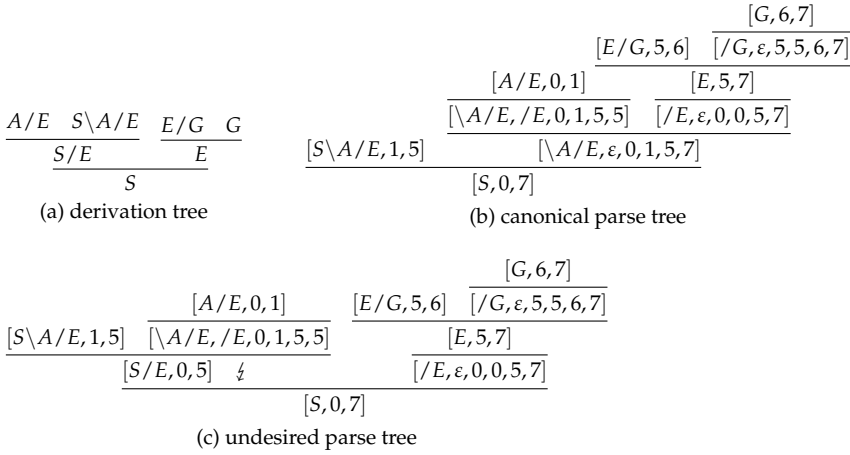 A/E S\A/E E/G G
S/E E
S
(a) derivation tree
[G, 6, 7]
[E/G, 5, 6] [/G, ε, 5, 5, 6, 7]
[A/E, 0, 1] [E, 5, 7]
[\A/E, /E, 0, 1, 5, 5] [/E, ε, 0, 0, 5, 7]
[S\A/E, 1, 5] [\A/E, ε, 0, 1, 5, 7]
[S, 0, 7]
(b) canonical parse tree
[G, 6, 7]
[A/E, 0, 1] [E/G, 5, 6] [/G, ε, 5, 5, 6, 7]
[S\A/E, 1, 5] [\A/E, /E, 0, 1, 5, 5] [E, 5, 7]
[S/E, 0, 5] ↯ [/E, ε, 0, 0, 5, 7]
[S, 0, 7]
(c) undesired parse tree